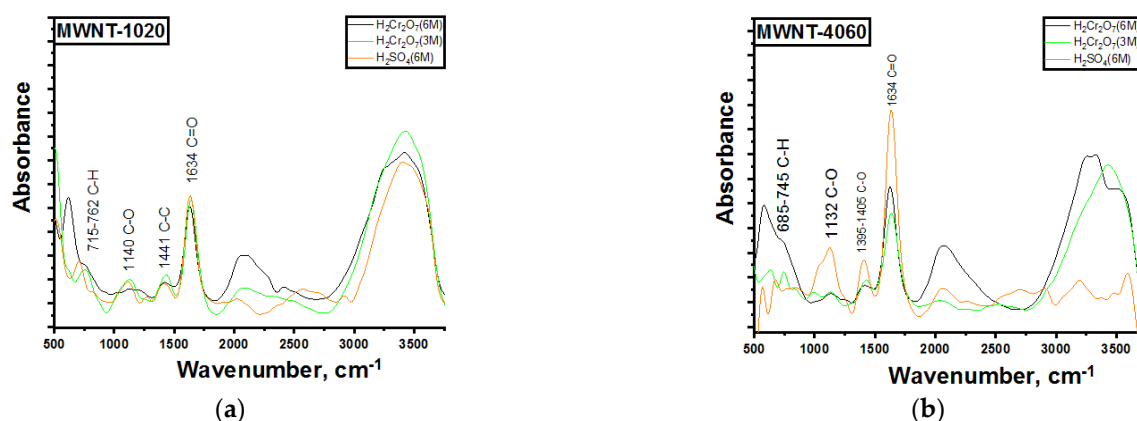 MWNT-1020
H₂Cr₂O₇(6M)
H₂Cr₂O₇(3M)
H₂SO₄(6M)
Absorbance
715-762 C-H
1140 C-O
1441 C-C
1634 C=O
500 1000 1500 2000 2500 3000 3500
Wavenumber, cm⁻¹
(a)
MWNT-4060
H₂Cr₂O₇(6M)
H₂Cr₂O₇(3M)
H₂SO₄(6M)
Absorbance
685-745 C-H
1132 C-O
1395-1405 C-O
1634 C=O
500 1000 1500 2000 2500 3000 3500
Wavenumber, cm⁻¹
(b)